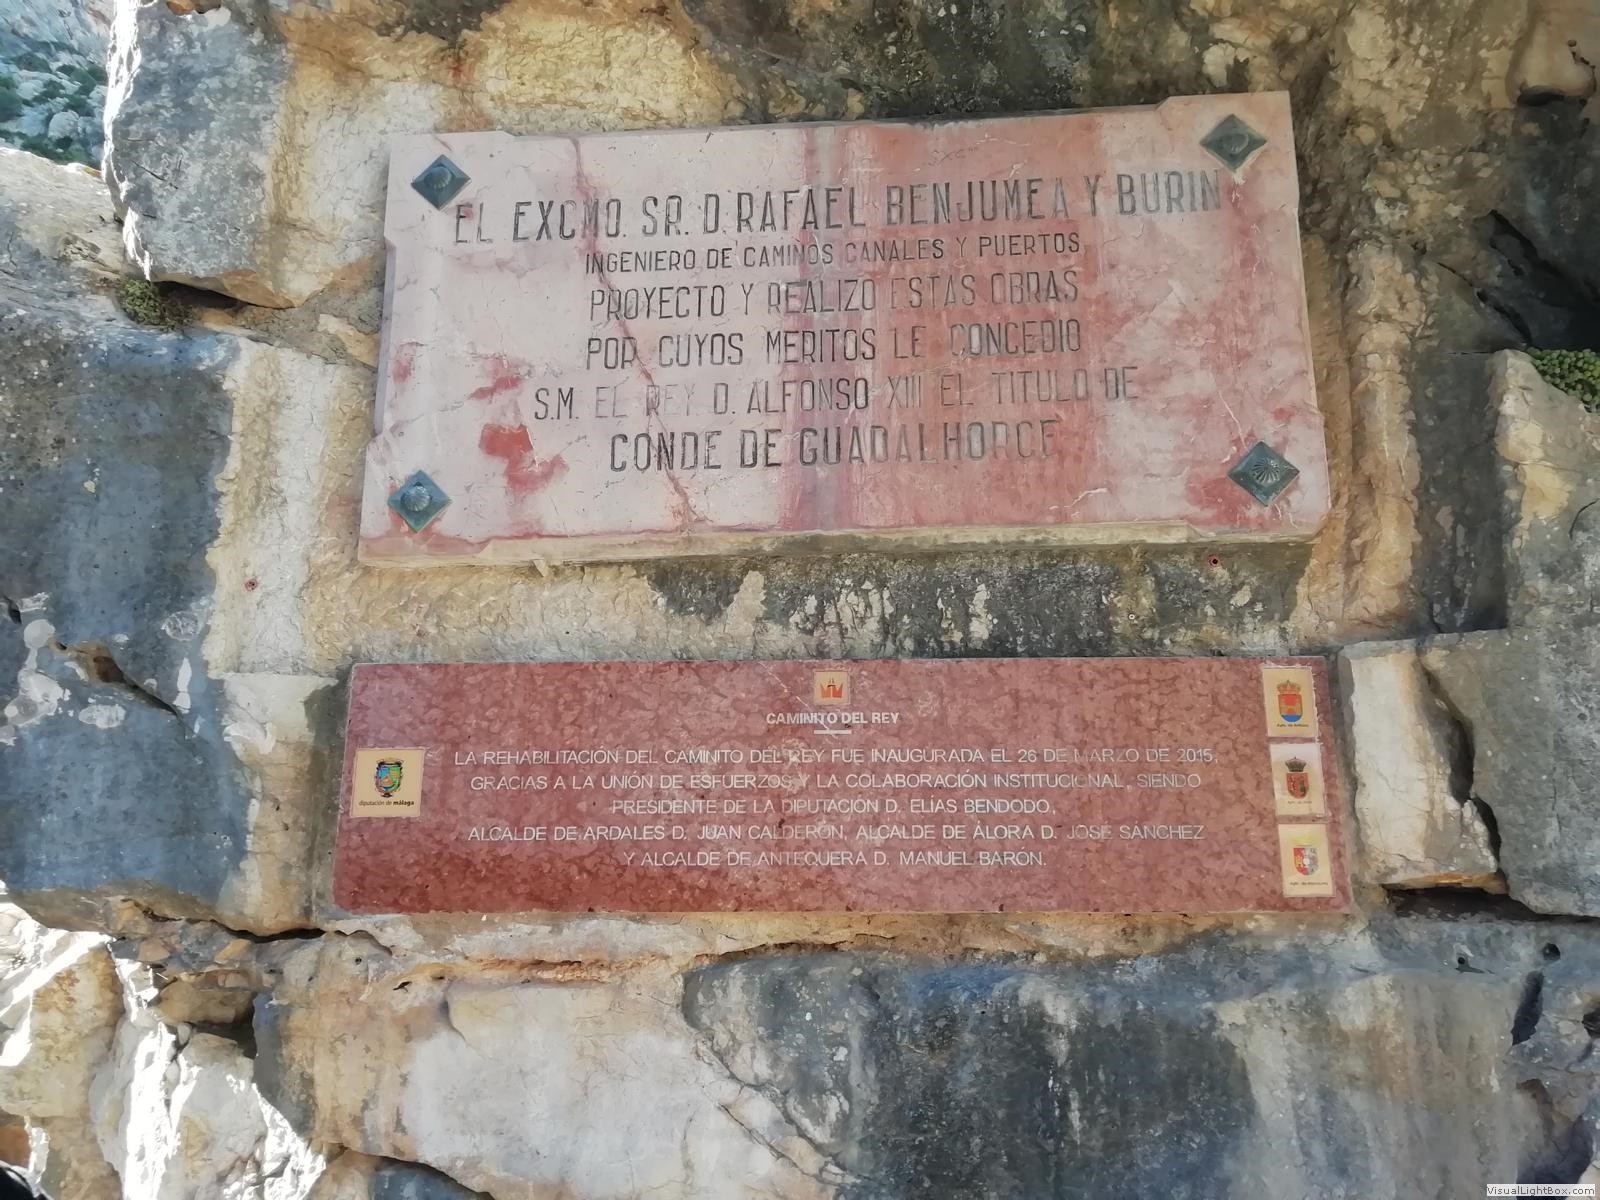 EL EXCMO. SR. D. RAFAEL BENJUMEA Y BURIN
INGENIERO DE CAMINOS CANALES Y PUERTOS
PROYECTO Y REALIZO ESTAS OBRAS
POR CUYOS MERITOS LE CONCEDIO
S.M. EL REY D. ALFONSO XIII EL TITULO DE
CONDE DE GUADALHORCE
CAMINITO DEL REY
LA REHABILITACIÓN DEL CAMINITO DEL REY FUE INAUGURADA EL 26 DE MARZO DE 2015,
GRACIAS A LA UNIÓN DE ESFUERZOS Y LA COLABORACIÓN INSTITUCIONAL, SIENDO
PRESIDENTE DE LA DIPUTACIÓN D. ELÍAS BENDODO,
ALCALDE DE ARDALES D. JUAN CALDERÓN, ALCALDE DE ÁLORA D. JOSÉ SÁNCHEZ
Y ALCALDE DE ANTEQUERA D. MANUEL BARÓN.
diputación de málaga
VisualLightBox.com